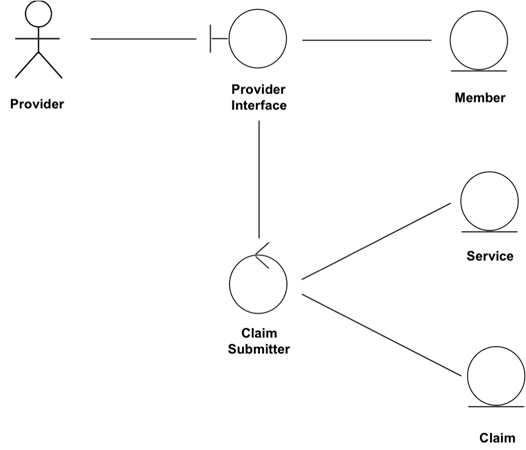 Provider
Provider
Interface
Member
Service
Claim
Submitter
Claim